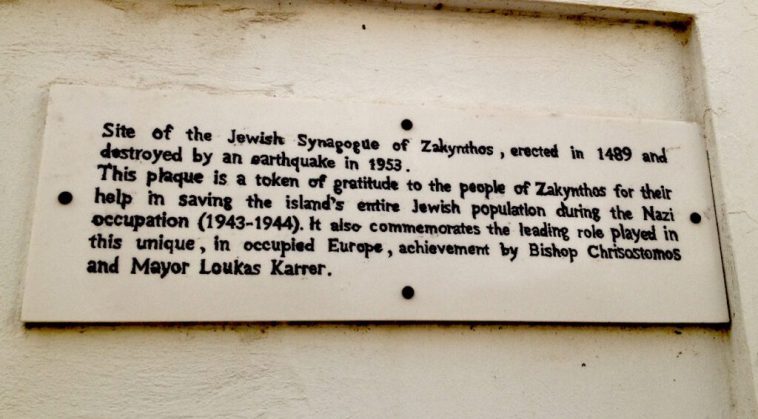 Site of the Jewish Synagogue of Zakynthos, erected in 1489 and
destroyed by an earthquake in 1953.
This plaque is a token of gratitude to the people of Zakynthos for their
help in saving the island's entire Jewish population during the Nazi
occupation (1943-1944). It also commemorates the leading role played in
this unique, in occupied Europe, achievement by Bishop Chrisostomos
and Mayor Loukas Karrer.